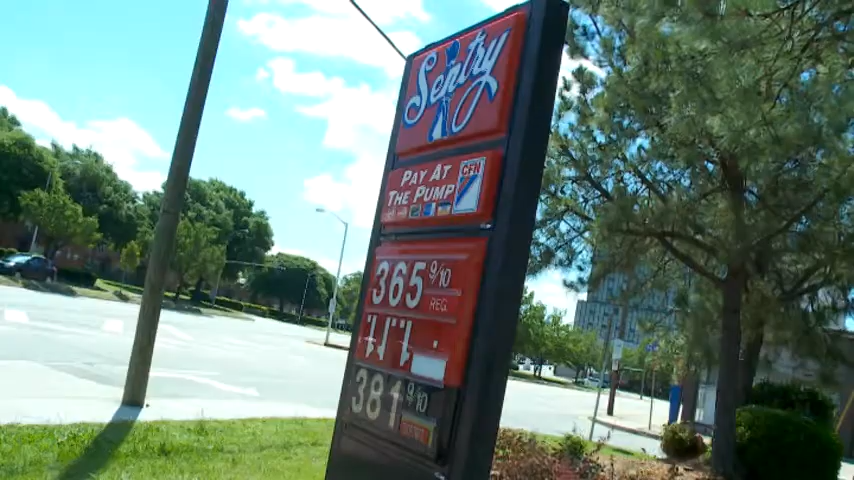 Sentry
PAY AT
THE PUMP
CFN
365 9/10
REG.
381 9/10